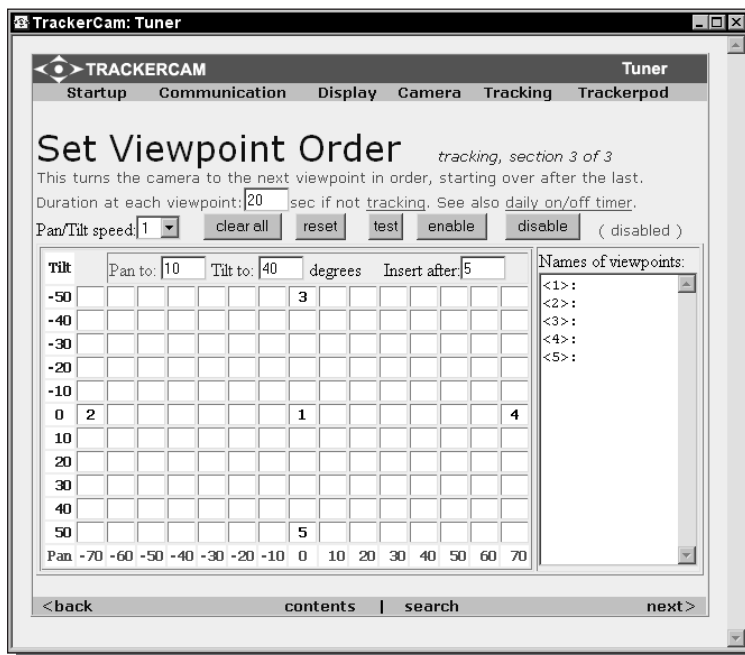 TrackerCam: Tuner
TRACKERCAM Tuner
Startup Communication Display Camera Tracking Trackerpod
Set Viewpoint Order tracking, section 3 of 3
This turns the camera to the next viewpoint in order, starting over after the last.
Duration at each viewpoint: 20 sec if not tracking. See also daily on/off timer.
Pan/Tilt speed: 1 clear all reset test enable disable ( disabled )
Tilt Pan to: 10 Tilt to: 40 degrees Insert after: 5
-50 3
-40
-30
-20
-10
0 2 1 4
10
20
30
40
50 5
Pan -70 -60 -50 -40 -30 -20 -10 0 10 20 30 40 50 60 70
Names of viewpoints:
<1>:
<2>:
<3>:
<4>:
<5>:
<back contents | search next>